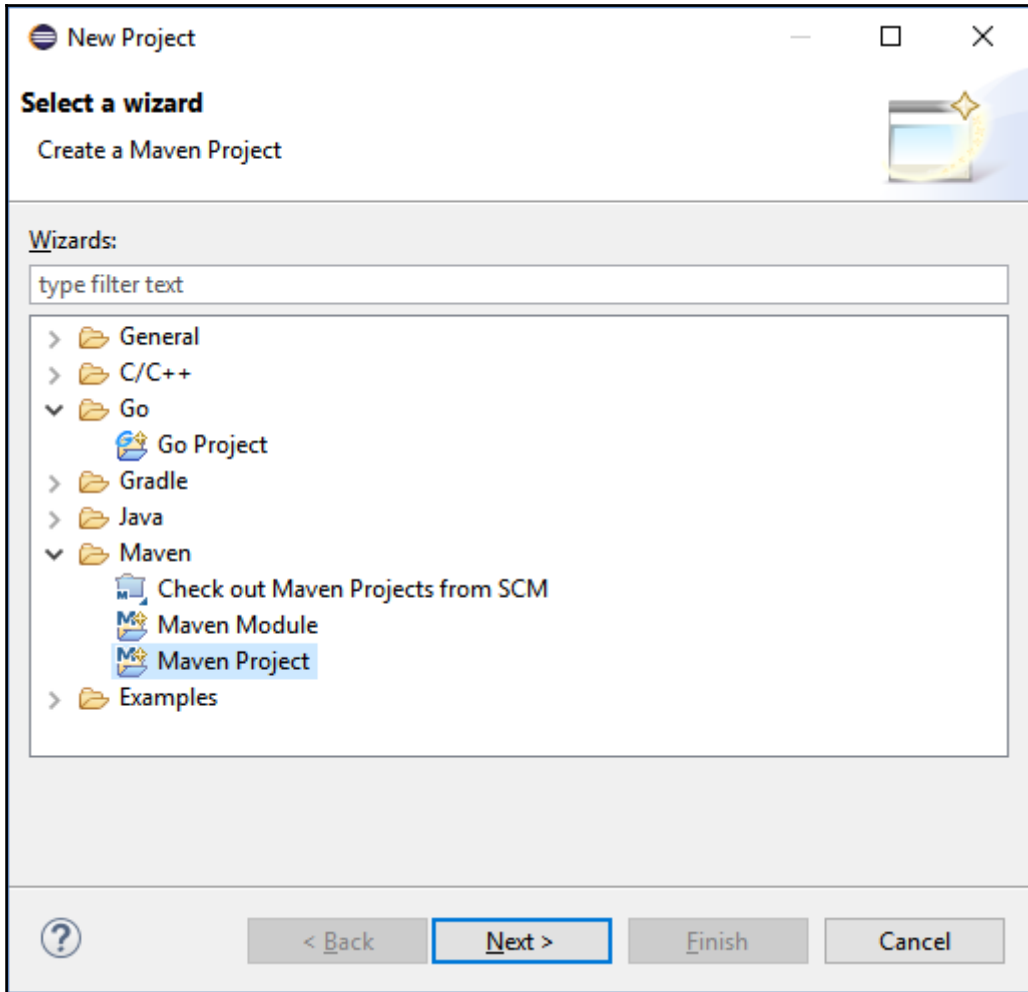 New Project
Select a wizard
Create a Maven Project
Wizards:
type filter text
General
C/C++
Go
Go Project
Gradle
Java
Maven
Check out Maven Projects from SCM
Maven Module
Maven Project
Examples
? < Back Next > Finish Cancel